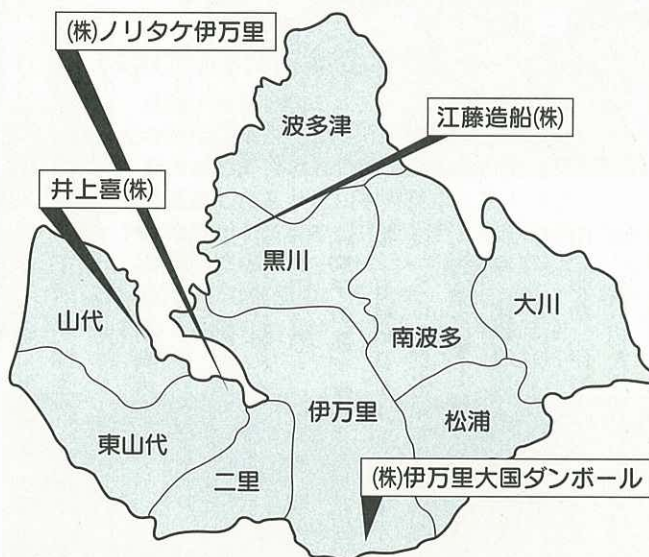 (株)ノリタケ伊万里
波多津
江藤造船(株)
井上喜(株)
黒川
山代
大川
南波多
伊万里
松浦
東山代
二里
(株)伊万里大国ダンボール